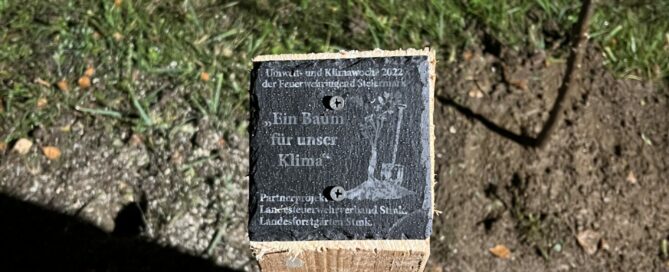 Umwelt- und Klimawoche 2022
der Feuerwehrjugend Steiermark
„Ein Baum
für unser
Klima“
Partnerprojekt
Landesfeuerwehrverband Stmk.
Landesforstgärten Stmk.